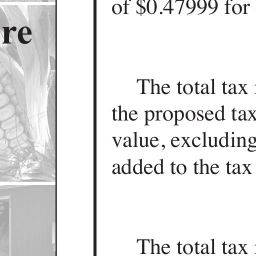 of $0.47999 for
re
The total tax
the proposed tax
value, excluding
added to the tax
The total tax